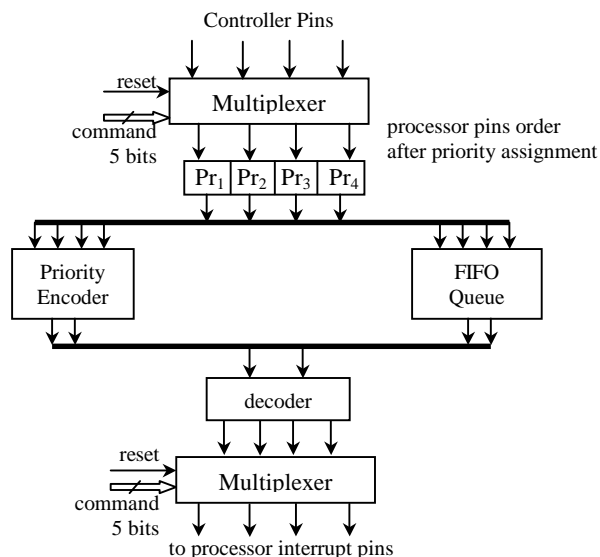 Controller Pins
reset
Multiplexer
command
5 bits
processor pins order
after priority assignment
Pr1 Pr2 Pr3 Pr4
Priority
Encoder
FIFO
Queue
decoder
reset
Multiplexer
command
5 bits
to processor interrupt pins